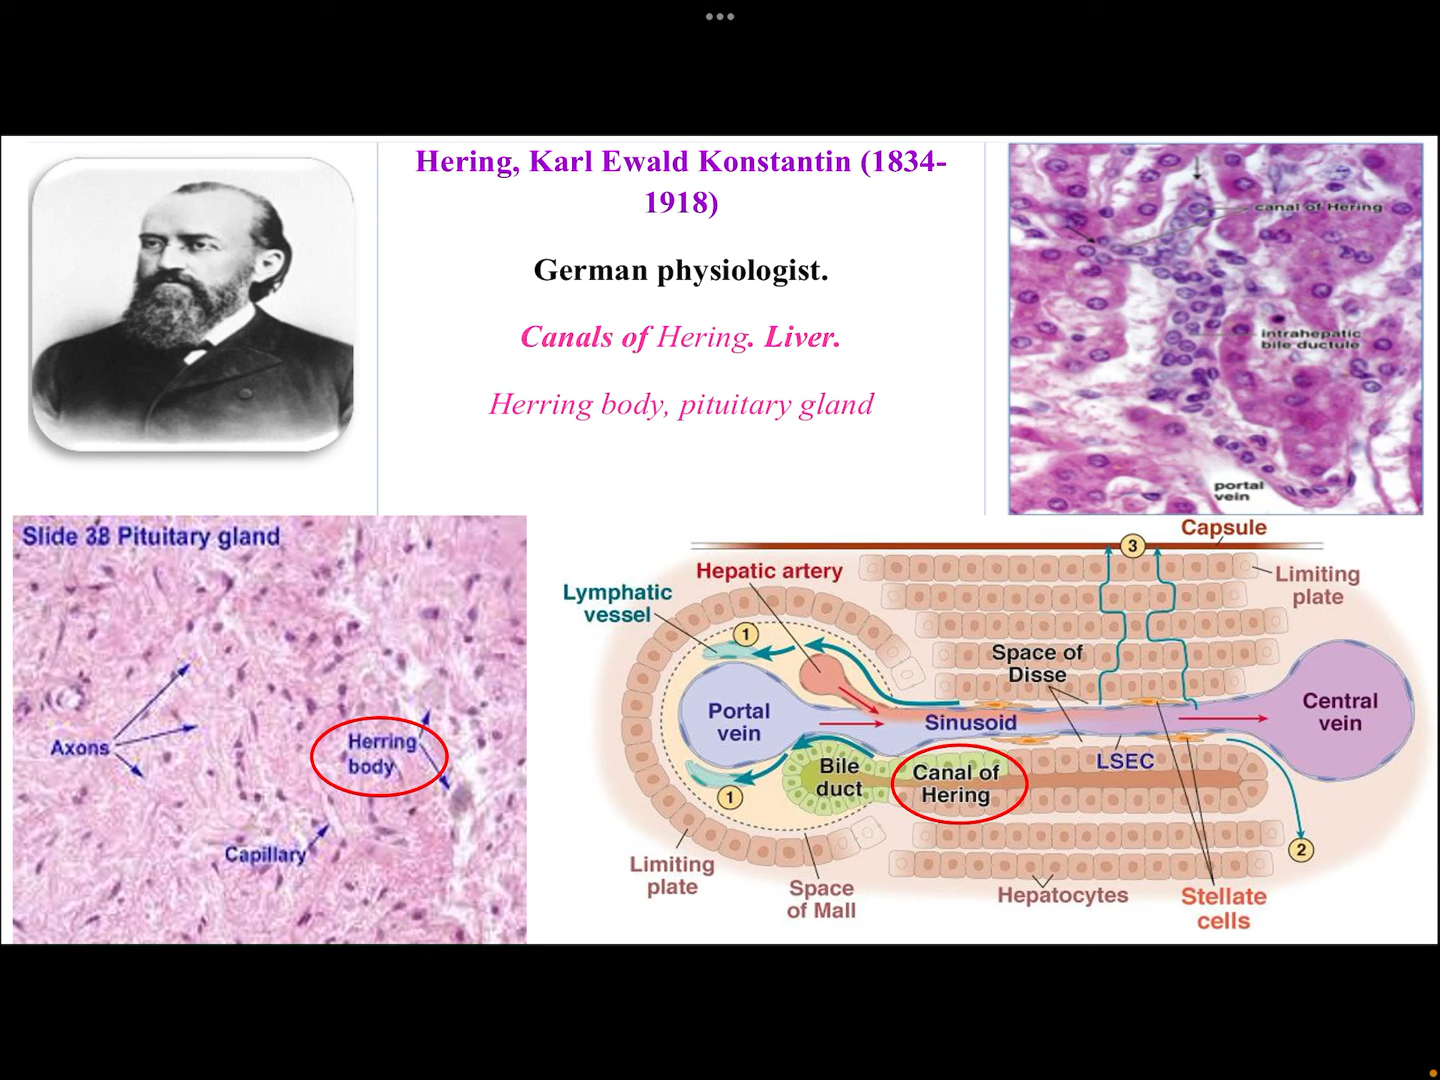 Hering, Karl Ewald Konstantin (1834-
1918)
German physiologist.
Canals of Hering. Liver.
Herring body, pituitary gland
canal of Hering
intrahepatic
bile ductule
portal
vein
Slide 38 Pituitary gland
Axons
Herring
body
Capillary
Capsule
3
Hepatic artery
Limiting
plate
Lymphatic
vessel
1
Space of
Disse
Portal
vein
Sinusoid
Central
vein
LSEC
Bile
duct
Canal of
Hering
1
2
Limiting
plate
Space
of Mall
Hepatocytes
Stellate
cells